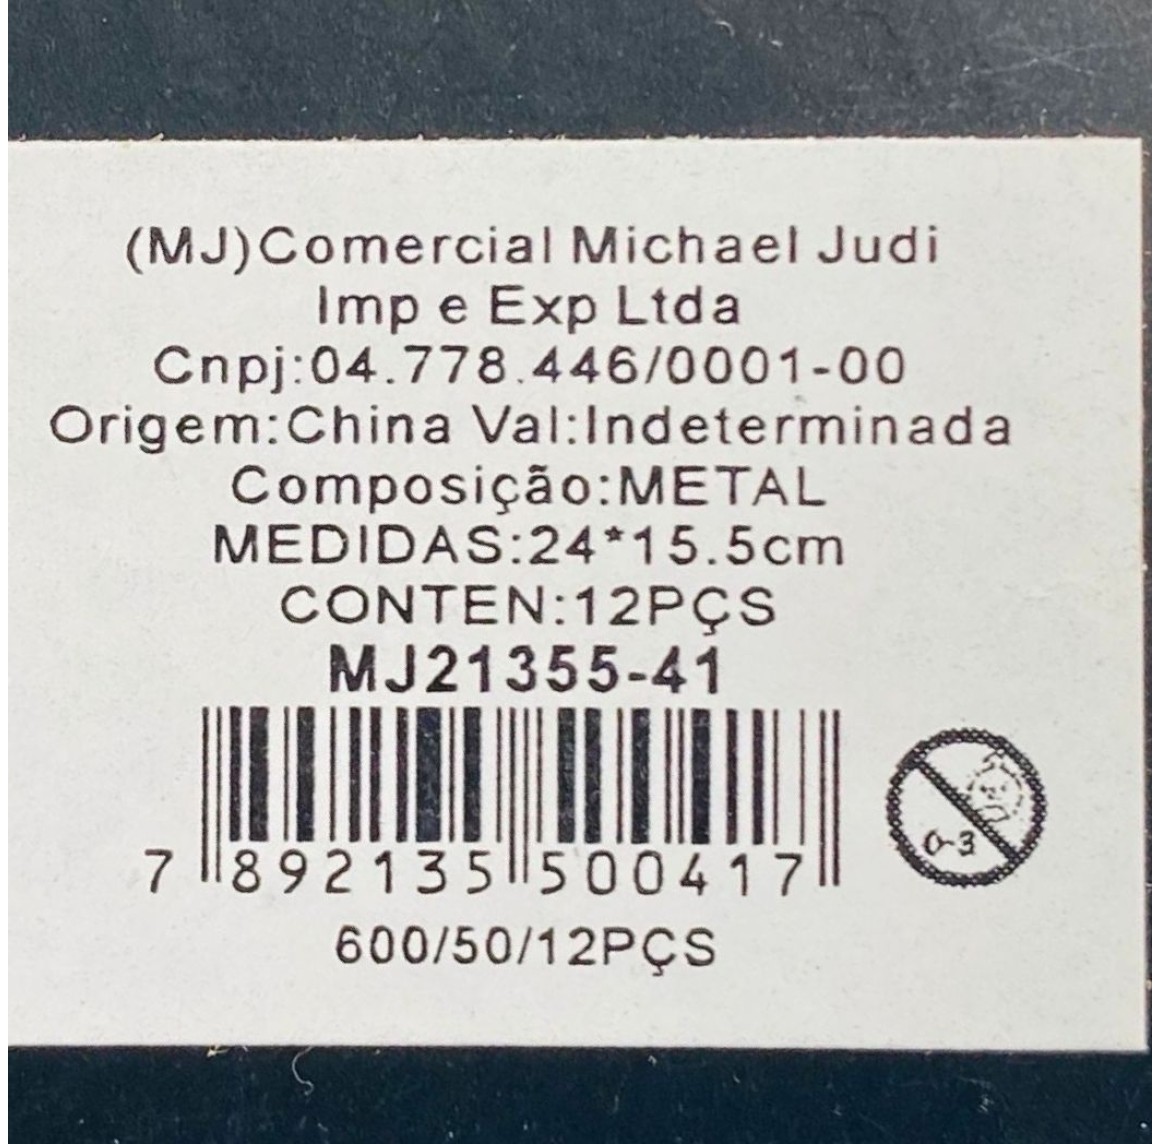 (MJ)Comercial Michael Judi
Imp e Exp Ltda
Cnpj:04.778.446/0001-00
Origem:China Val:Indeterminada
Composição:METAL
MEDIDAS:24*15.5cm
CONTEN:12PÇS
MJ21355-41
7 892135 500417
0-3
600/50/12PÇS